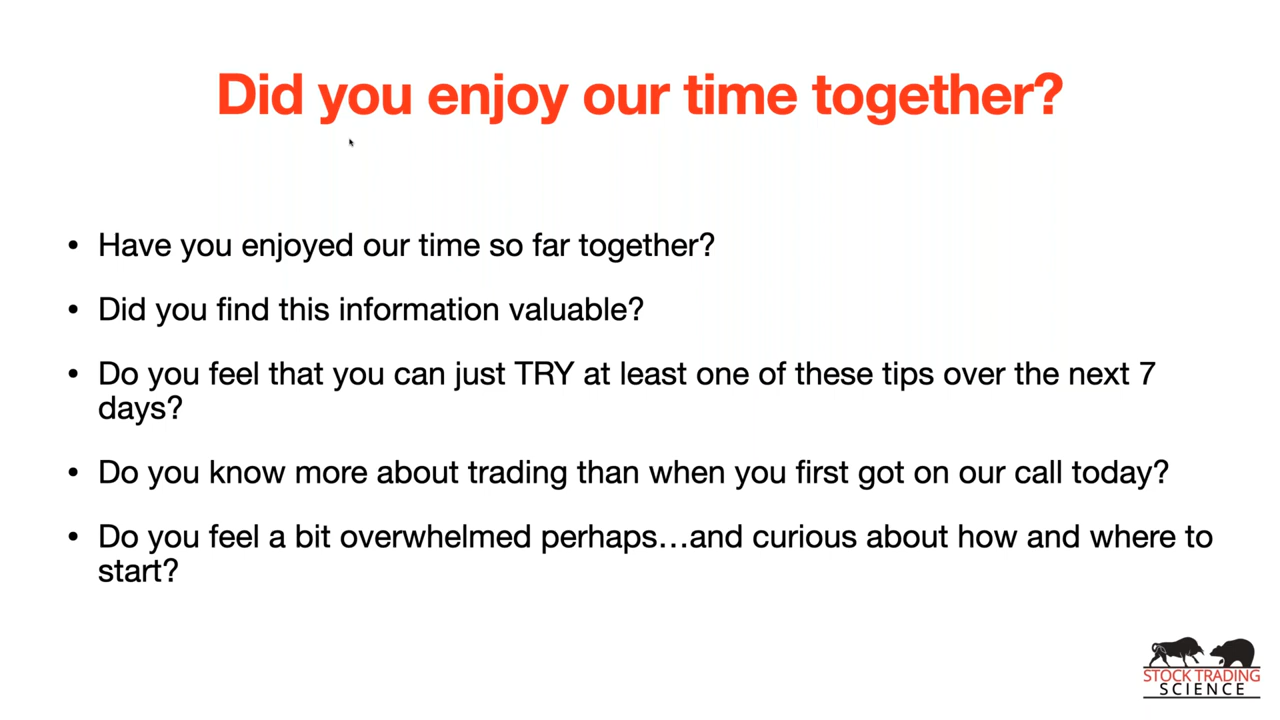 Did you enjoy our time together?
• Have you enjoyed our time so far together?
• Did you find this information valuable?
• Do you feel that you can just TRY at least one of these tips over the next 7
days?
• Do you know more about trading than when you first got on our call today?
• Do you feel a bit overwhelmed perhaps…and curious about how and where to
start?
STOCK TRADING
SCIENCE